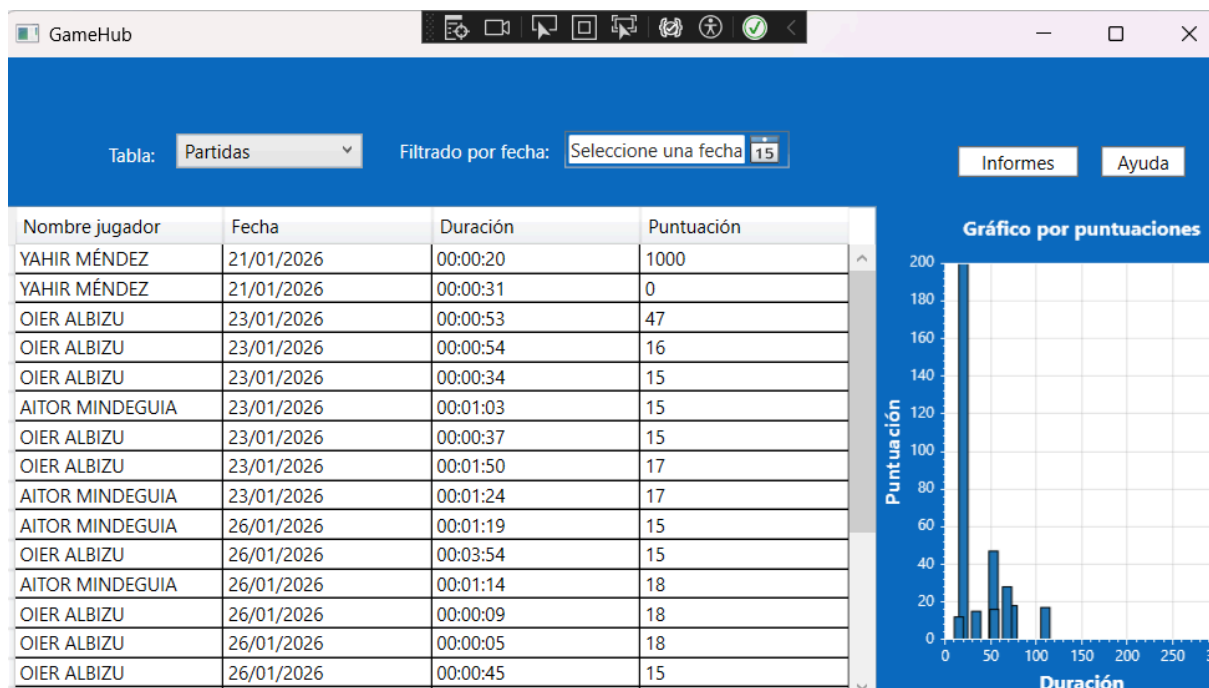 GameHub
Tabla: Partidas Filtrado por fecha: Seleccione una fecha 15
Informes Ayuda
Nombre jugador Fecha Duración Puntuación
YAHIR MÉNDEZ 21/01/2026 00:00:20 1000
YAHIR MÉNDEZ 21/01/2026 00:00:31 0
OIER ALBIZU 23/01/2026 00:00:53 47
OIER ALBIZU 23/01/2026 00:00:54 16
OIER ALBIZU 23/01/2026 00:00:34 15
AITOR MINDEGUIA 23/01/2026 00:01:03 15
OIER ALBIZU 23/01/2026 00:00:37 15
OIER ALBIZU 23/01/2026 00:01:50 17
AITOR MINDEGUIA 23/01/2026 00:01:24 17
AITOR MINDEGUIA 26/01/2026 00:01:19 15
OIER ALBIZU 26/01/2026 00:03:54 15
AITOR MINDEGUIA 26/01/2026 00:01:14 18
OIER ALBIZU 26/01/2026 00:00:09 18
OIER ALBIZU 26/01/2026 00:00:05 18
OIER ALBIZU 26/01/2026 00:00:45 15
Gráfico por puntuaciones
200
180
160
140
120
100
80
60
40
20
0
Puntuación
0 50 100 150 200 250
Duración